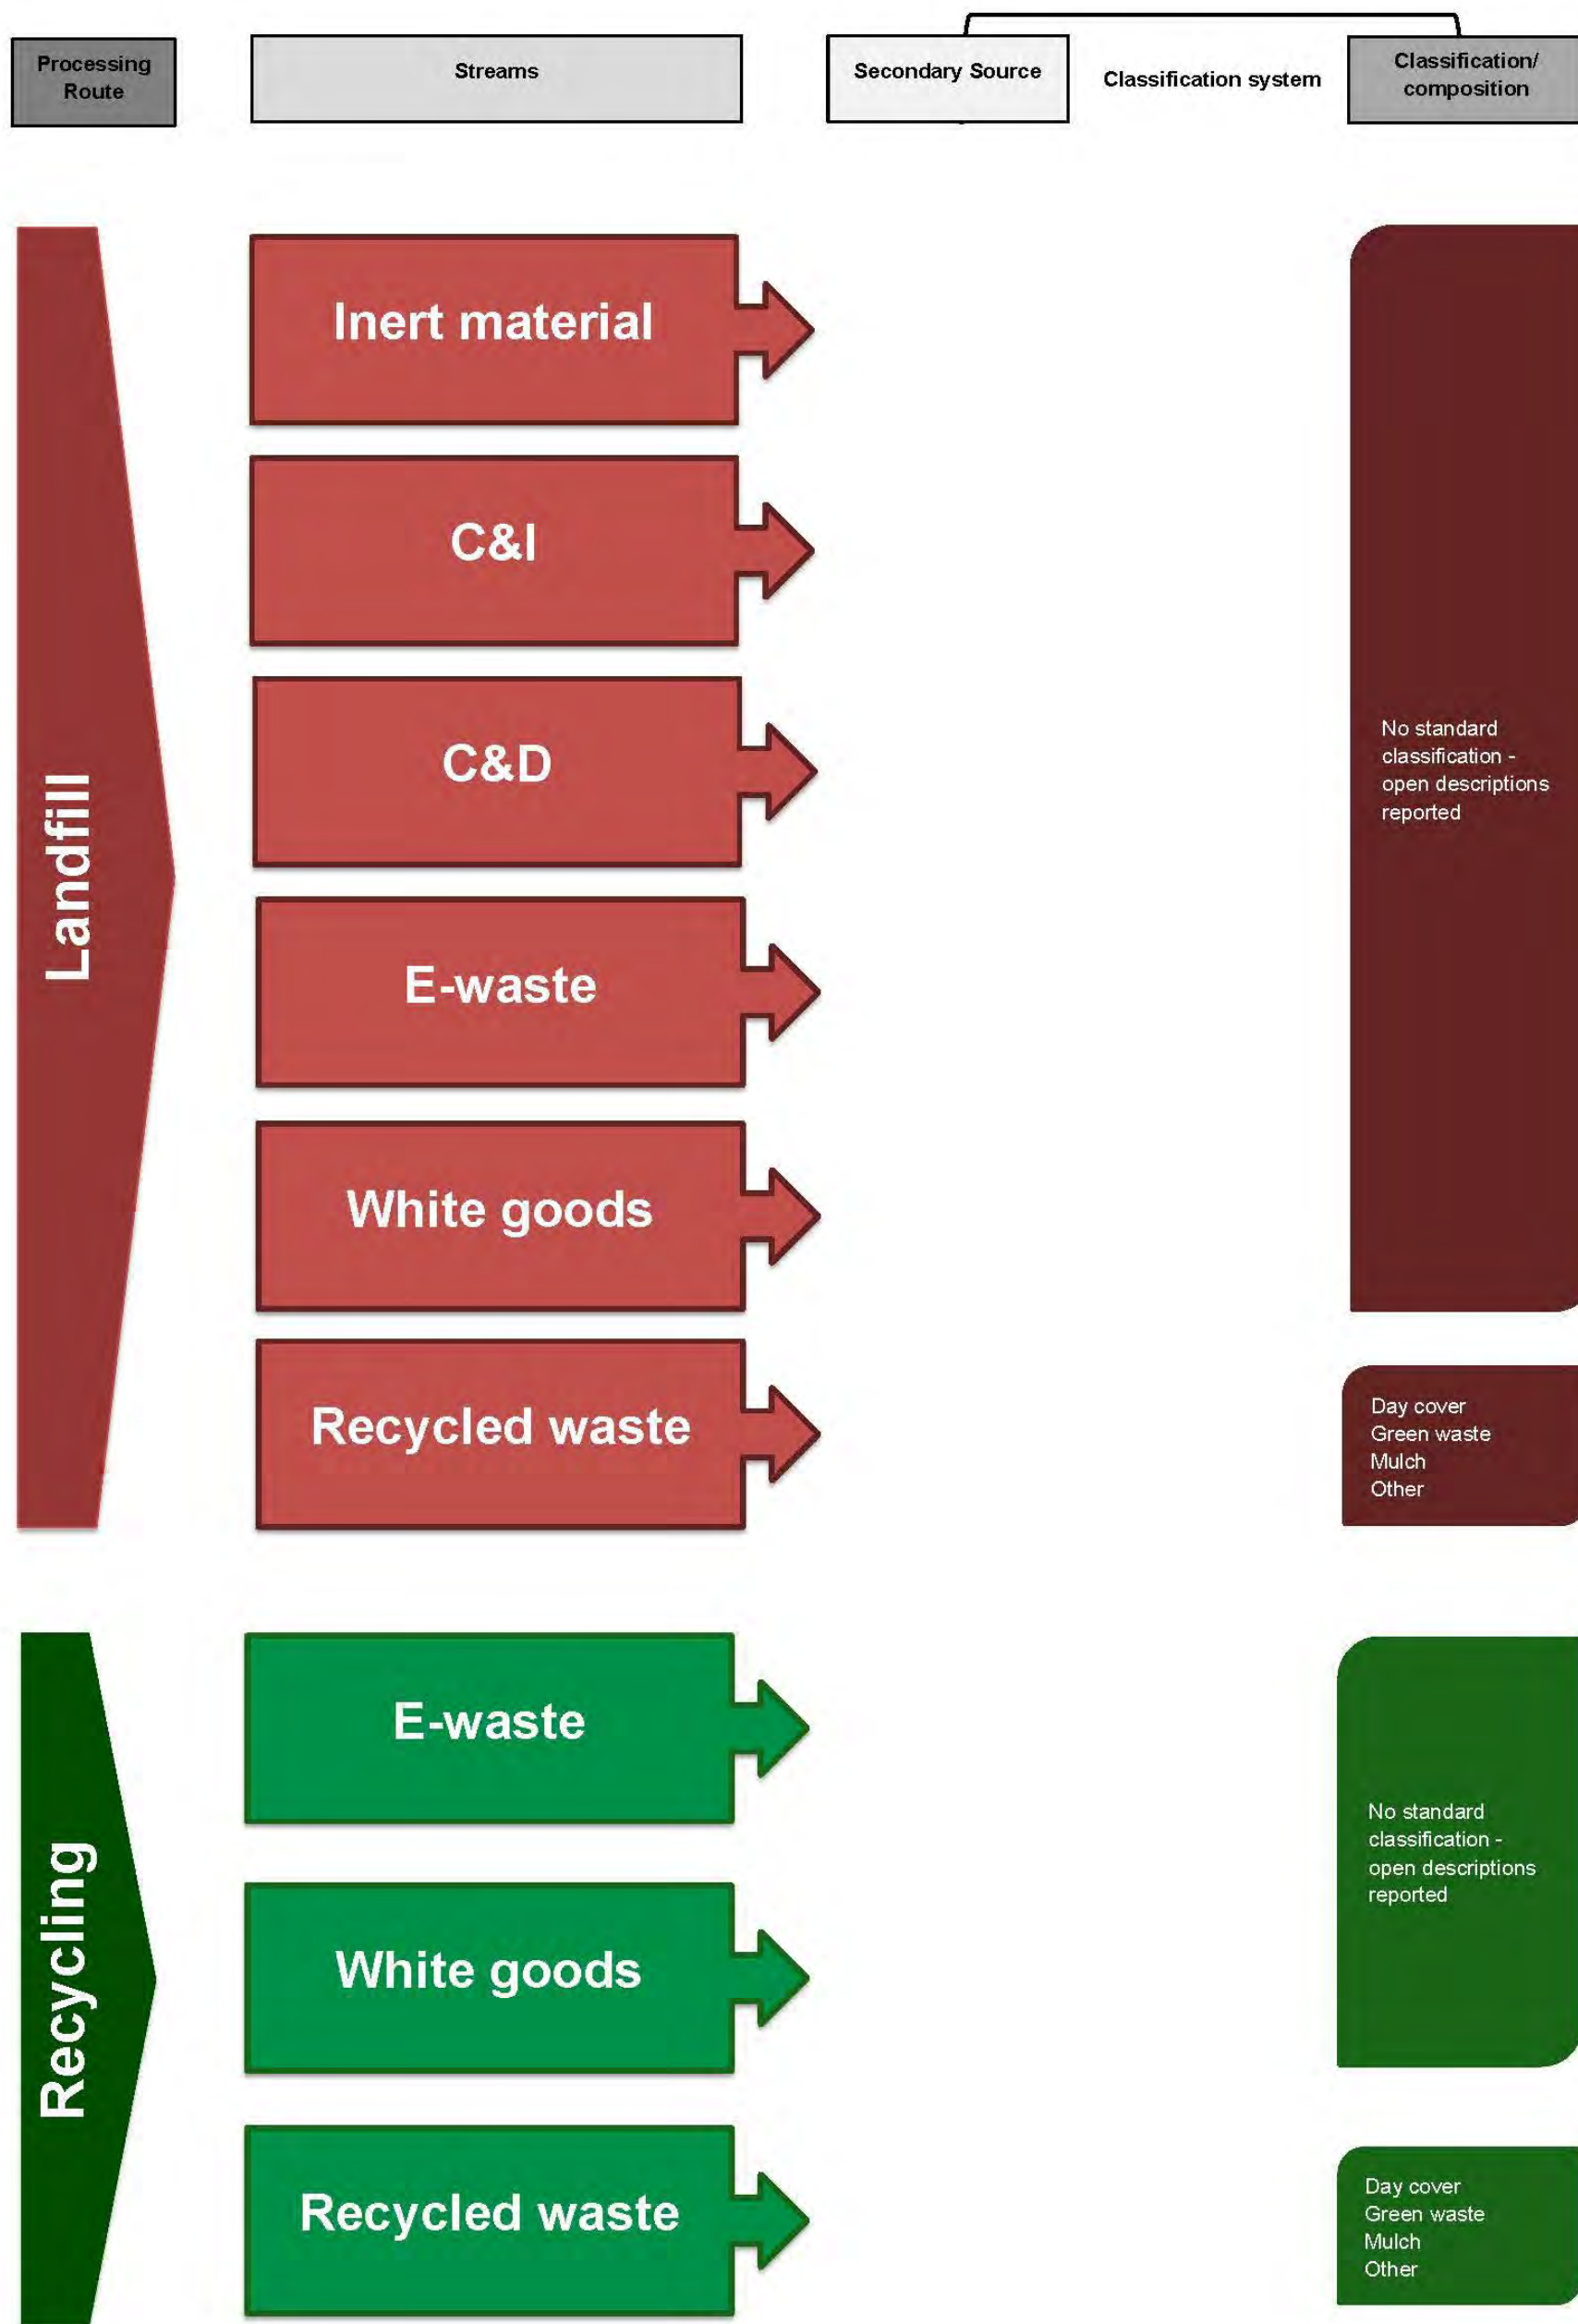 Processing
Route
Streams
Secondary Source
Classification system
Classification/
composition
Landfill
Inert material
C&I
C&D
E-waste
White goods
Recycled waste
No standard
classification -
open descriptions
reported
Day cover
Green waste
Mulch
Other
Recycling
E-waste
White goods
Recycled waste
No standard
classification -
open descriptions
reported
Day cover
Green waste
Mulch
Other